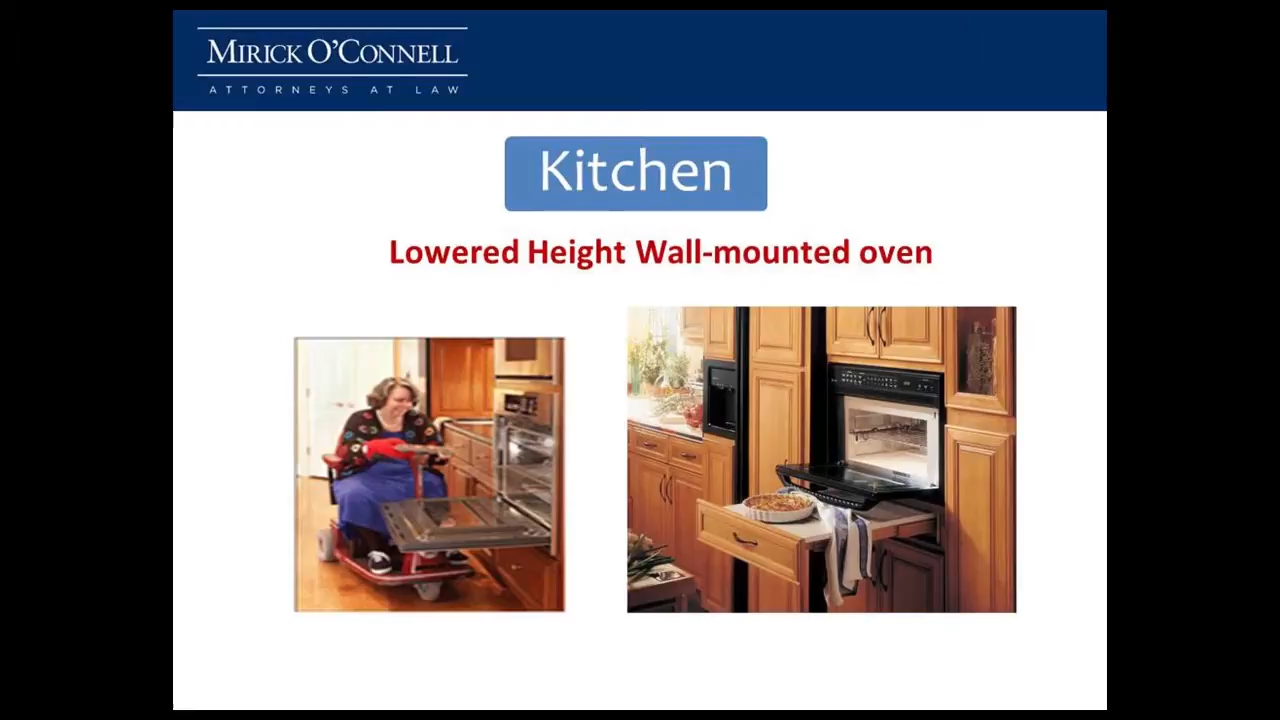 MIRICK O'CONNELL
ATTORNEYS AT LAW
Kitchen
Lowered Height Wall-mounted oven